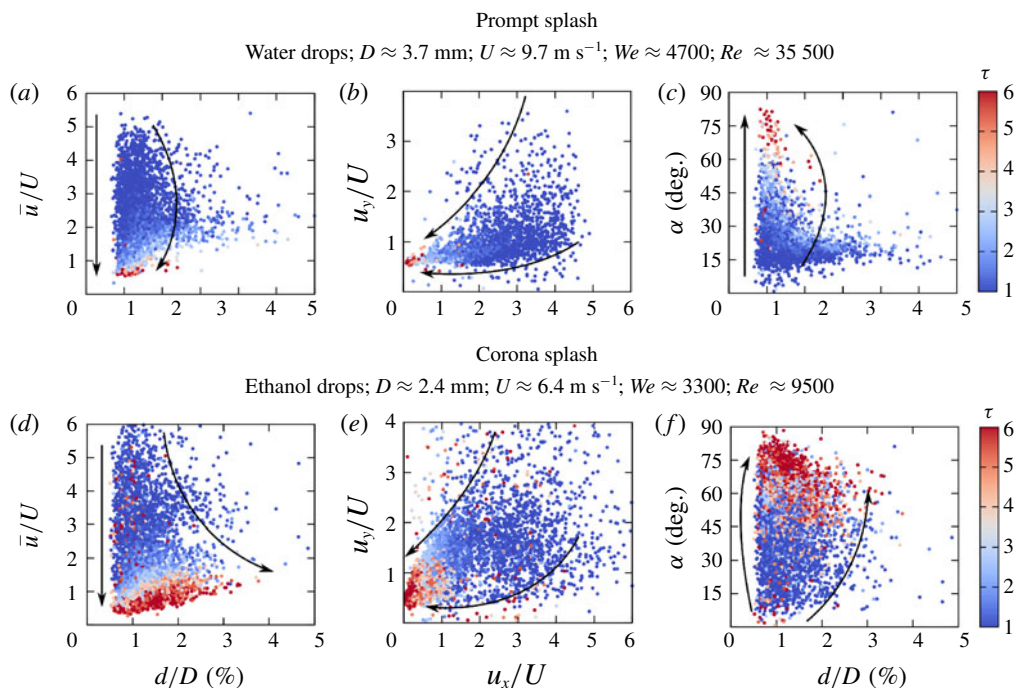 Prompt splash
Water drops; D ≈ 3.7 mm; U ≈ 9.7 m s⁻¹; We ≈ 4700; Re ≈ 35 500
(a) (b) (c) τ
6 5 4 3 2 1
ū/U
0 1 2 3 4 5
3 2 1 0
u_y/U
0 1 2 3 4 5 6
90 75 60 45 30 15
α (deg.)
0 1 2 3 4 5
6 5 4 3 2 1
Corona splash
Ethanol drops; D ≈ 2.4 mm; U ≈ 6.4 m s⁻¹; We ≈ 3300; Re ≈ 9500
(d) (e) (f) τ
6 5 4 3 2 1
ū/U
0 1 2 3 4 5
d/D (%)
4 3 2 1 0
u_y/U
0 1 2 3 4 5 6
u_x/U
90 75 60 45 30 15
α (deg.)
0 1 2 3 4 5
d/D (%)
6 5 4 3 2 1